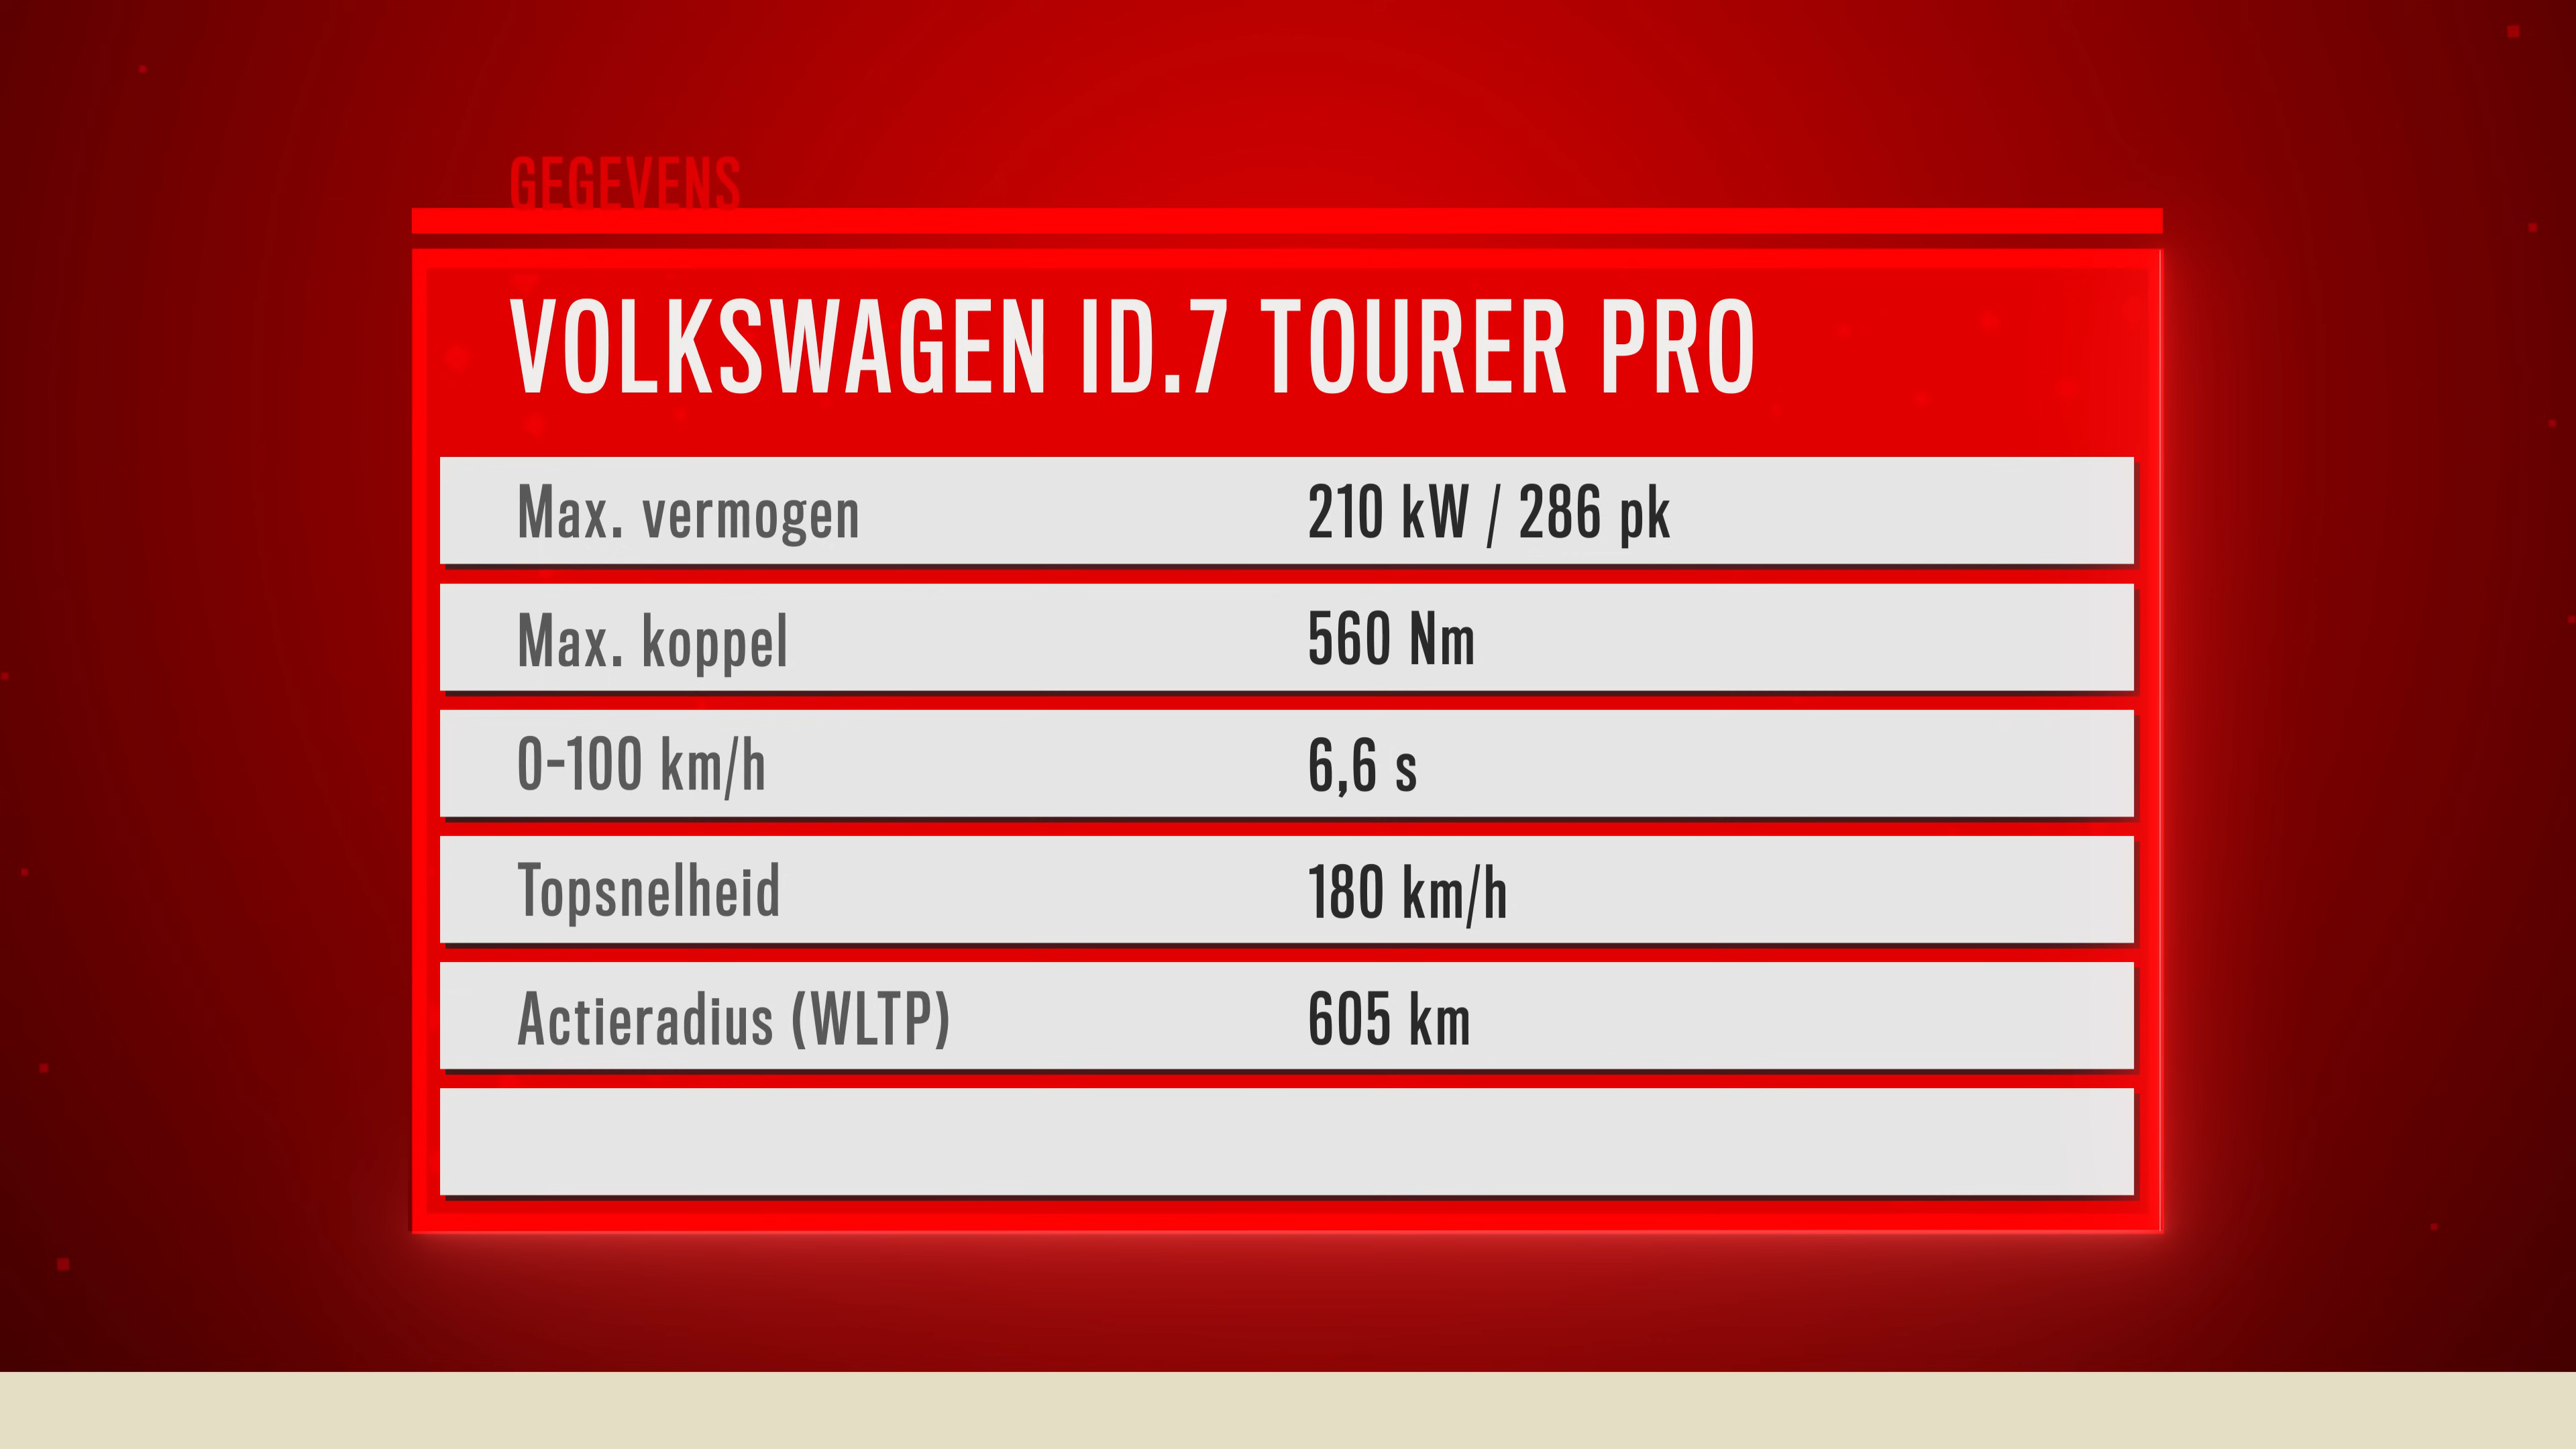 GEGEVENS
VOLKSWAGEN ID.7 TOURER PRO
Max. vermogen 210 kW / 286 pk
Max. koppel 560 Nm
0-100 km/h 6,6 s
Topsnelheid 180 km/h
Actieradius (WLTP) 605 km